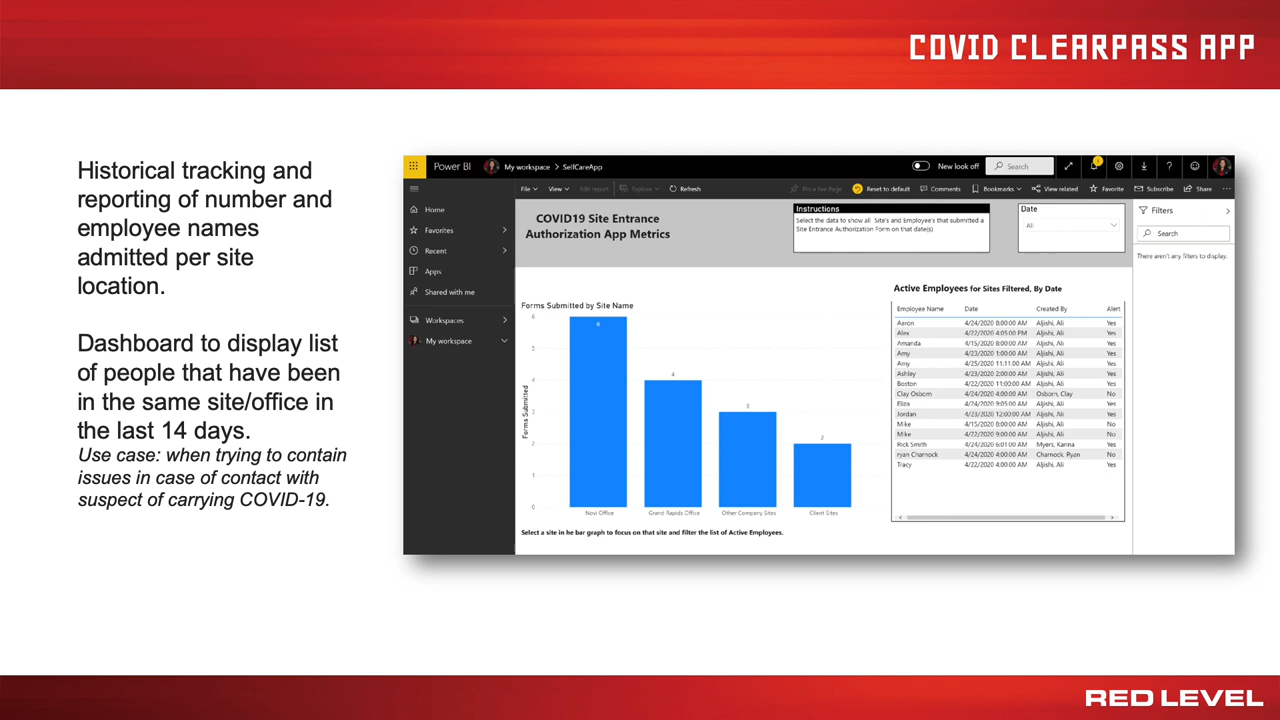 COVID CLEARPASS APP
Historical tracking and
reporting of number and
employee names
admitted per site
location.
Dashboard to display list
of people that have been
in the same site/office in
the last 14 days.
Use case: when trying to contain
issues in case of contact with
suspect of carrying COVID-19.
Power BI My workspace > SelfCareApp New look off Search
File View Edit report Explore Refresh Pin a live Page Reset to default Comments Bookmarks View related Favorite Subscribe Share
Home
Favorites
Recent
Apps
Shared with me
Workspaces
My workspace
COVID19 Site Entrance
Authorization App Metrics
Instructions
Select the data to show all Site's and Employee's that submitted a
Site Entrance Authorization Form on that date(s)
Date
All
Filters
Search
There aren't any filters to display.
Forms Submitted by Site Name
Forms Submitted
6
5
4
3
2
1
0
6
4
3
2
Novi Office
Grand Rapids Office
Other Company Sites
Client Sites
Select a site in he bar graph to focus on that site and filter the list of Active Employees.
Active Employees for Sites Filtered, By Date
Employee Name Date Created By Alert
Aaron 4/24/2020 8:00:00 AM Aljishi, Ali Yes
Alex 4/22/2020 4:05:00 PM Aljishi, Ali Yes
Amanda 4/15/2020 8:00:00 AM Aljishi, Ali Yes
Amy 4/23/2020 1:00:00 AM Aljishi, Ali Yes
Amy 4/25/2020 11:11:00 AM Aljishi, Ali Yes
Ashley 4/23/2020 2:00:00 AM Aljishi, Ali Yes
Boston 4/22/2020 11:00:00 AM Aljishi, Ali Yes
Clay Osborn 4/24/2020 4:00:00 AM Osborn, Clay No
Eliza 4/24/2020 9:05:00 AM Aljishi, Ali Yes
Jordan 4/23/2020 12:00:00 AM Aljishi, Ali Yes
Mike 4/15/2020 8:00:00 AM Aljishi, Ali No
Mike 4/22/2020 9:00:00 AM Aljishi, Ali No
Rick Smith 4/24/2020 6:01:00 AM Myers, Kanna Yes
ryan Charnock 4/24/2020 4:00:00 AM Charnock, Ryan No
Tracy 4/22/2020 4:00:00 AM Aljishi, Ali Yes
RED LEVEL